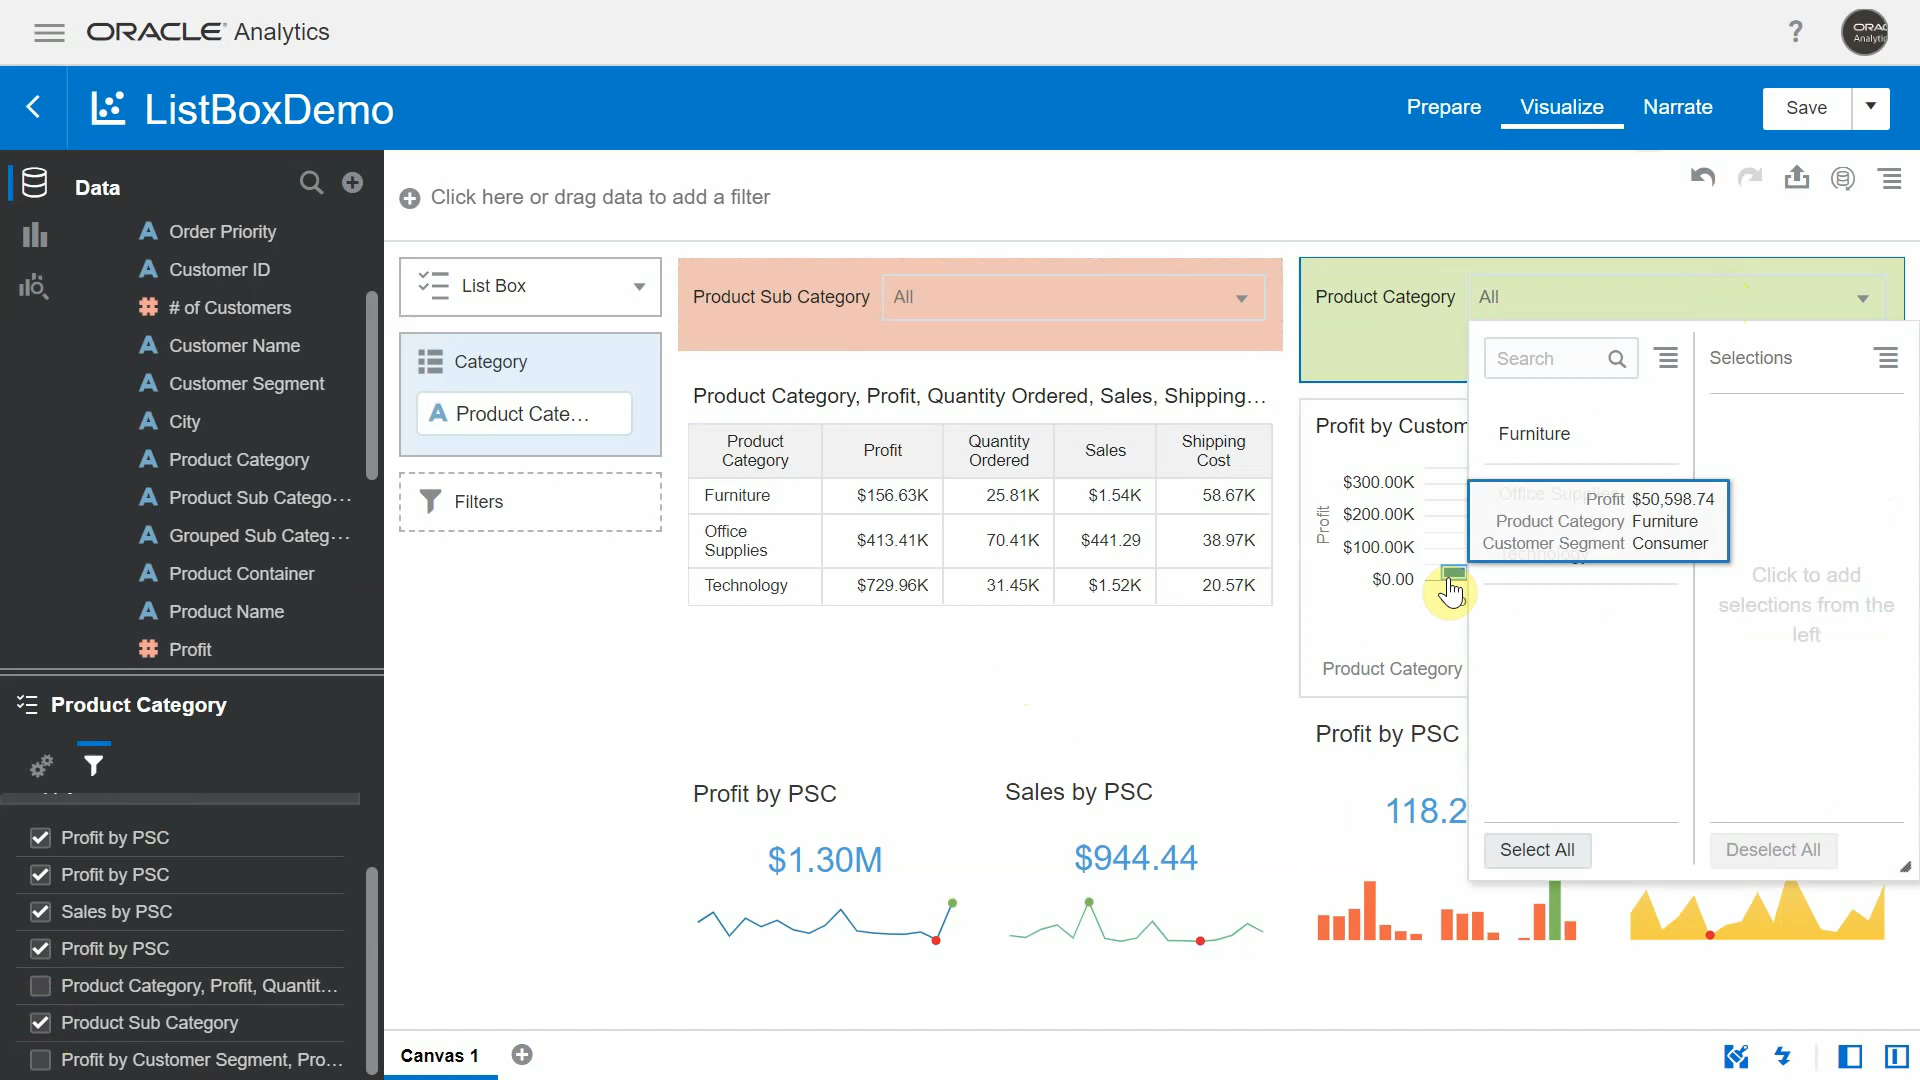 ORACLE Analytics
?
ORAC
Analytic
ListBoxDemo
Prepare
Visualize
Narrate
Save
Data
Order Priority
Customer ID
# of Customers
Customer Name
Customer Segment
City
Product Category
Product Sub Catego...
Grouped Sub Categ...
Product Container
Product Name
Profit
Product Category
Profit by PSC
Profit by PSC
Sales by PSC
Profit by PSC
Product Category, Profit, Quantit...
Product Sub Category
Profit by Customer Segment, Pro...
Click here or drag data to add a filter
List Box
Category
A Product Cate...
Filters
Product Sub Category
All
Product Category, Profit, Quantity Ordered, Sales, Shipping...
Product Category
Profit
Quantity Ordered
Sales
Shipping Cost
Furniture $156.63K 25.81K $1.54K 58.67K
Office Supplies $413.41K 70.41K $441.29 38.97K
Technology $729.96K 31.45K $1.52K 20.57K
Profit by PSC
$1.30M
Sales by PSC
$944.44
Product Category
All
Profit by Custom
$300.00K
$200.00K
$100.00K
$0.00
Profit
Product Category
Profit by PSC
118.2
Search
Selections
Furniture
Profit $50,598.74
Product Category Furniture
Customer Segment Consumer
Click to add
selections from the
left
Select All
Deselect All
Canvas 1